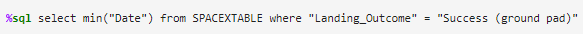 %sql select min("Date") from SPACEXTABLE where "Landing_Outcome" = "Success (ground pad)"